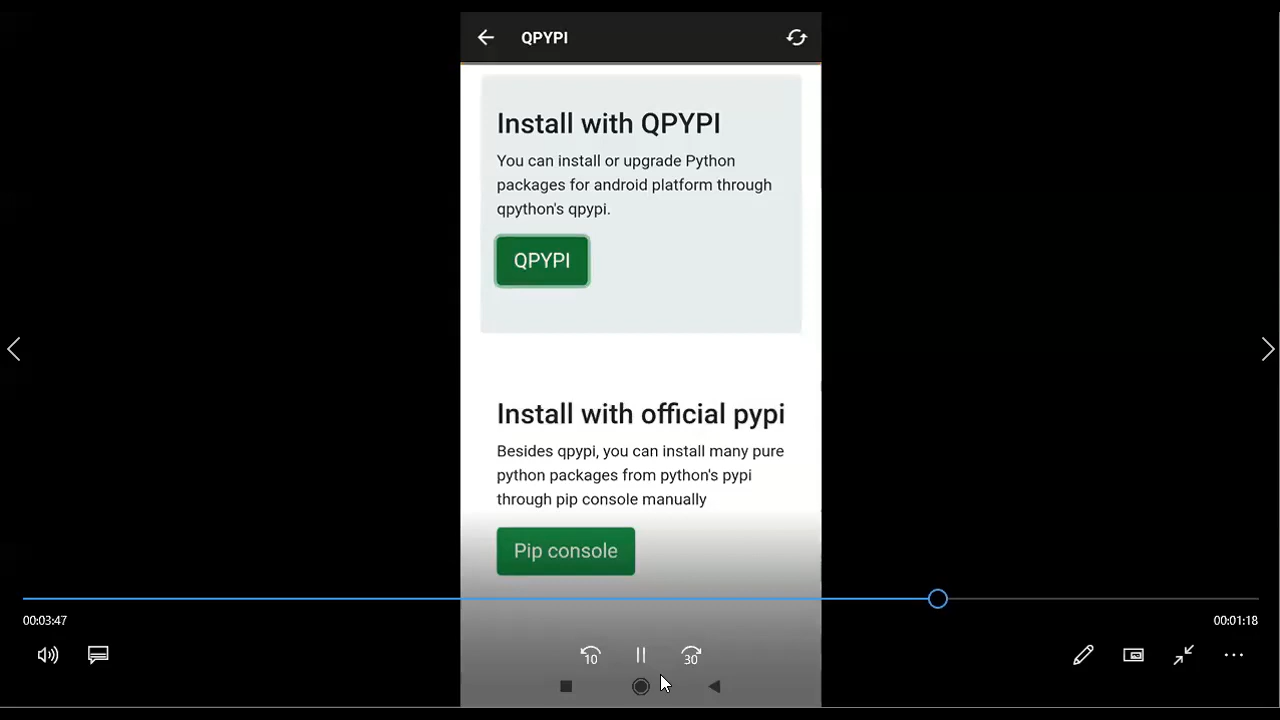 QPYPI
Install with QPYPI
You can install or upgrade Python
packages for android platform through
qpython's qpypi.
QPYPI
Install with official pypi
Besides qpypi, you can install many pure
python packages from python's pypi
through pip console manually
Pip console
00:03:47
00:01:18
10
30